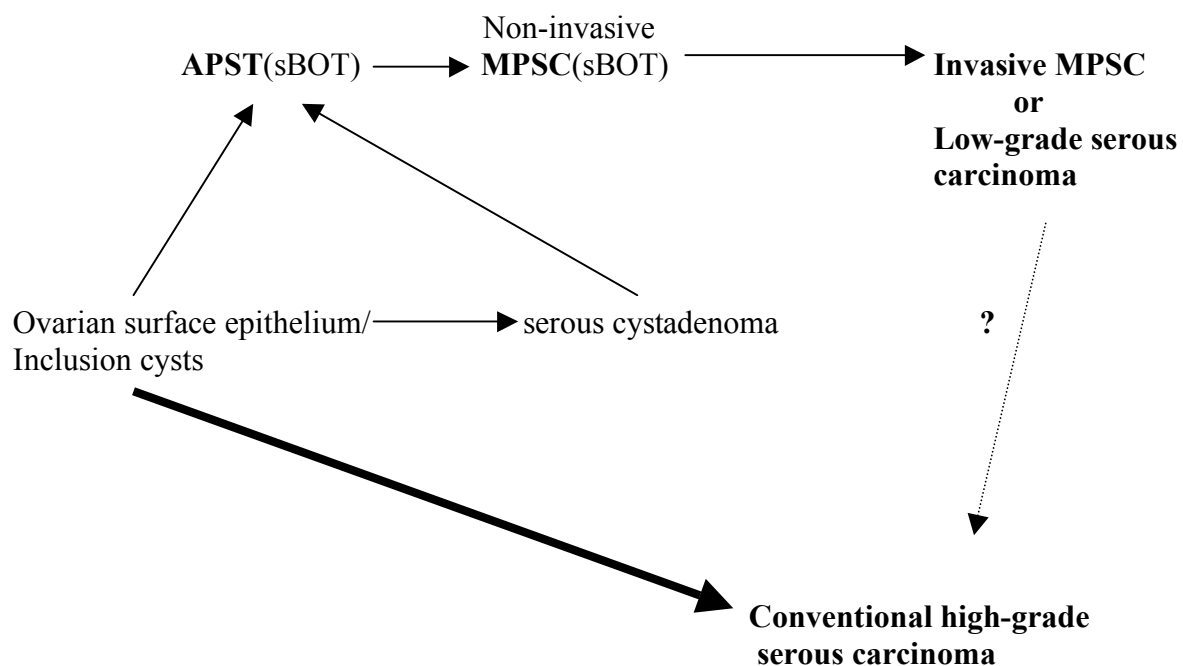 Non-invasive
APST(sBOT)
MPSC(sBOT)
Invasive MPSC
or
Low-grade serous
carcinoma
Ovarian surface epithelium/
Inclusion cysts
serous cystadenoma
?
Conventional high-grade
serous carcinoma